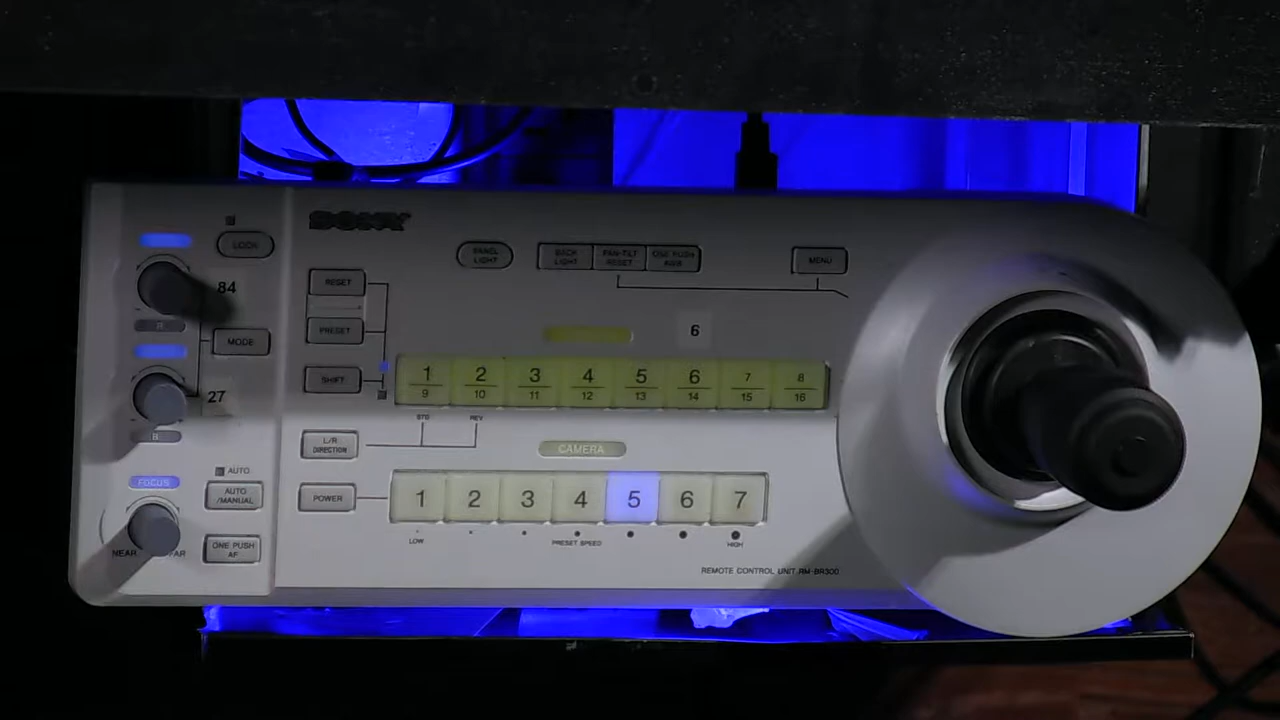 SONY
LOCK
PANEL LIGHT
BACK LIGHT
PAN-TILT RESET
ONE PUSH AWB
MENU
84
R
MODE
27
B
RESET
PRESET
SHIFT
6
1 2 3 4 5 6 7 8
9 10 11 12 13 14 15 16
STD REV
L/R DIRECTION
CAMERA
POWER
1 2 3 4 5 6 7
LOW PRESET SPEED HIGH
FOCUS
AUTO
AUTO /MANUAL
NEAR FAR
ONE PUSH AF
REMOTE CONTROL UNIT RM-BR300